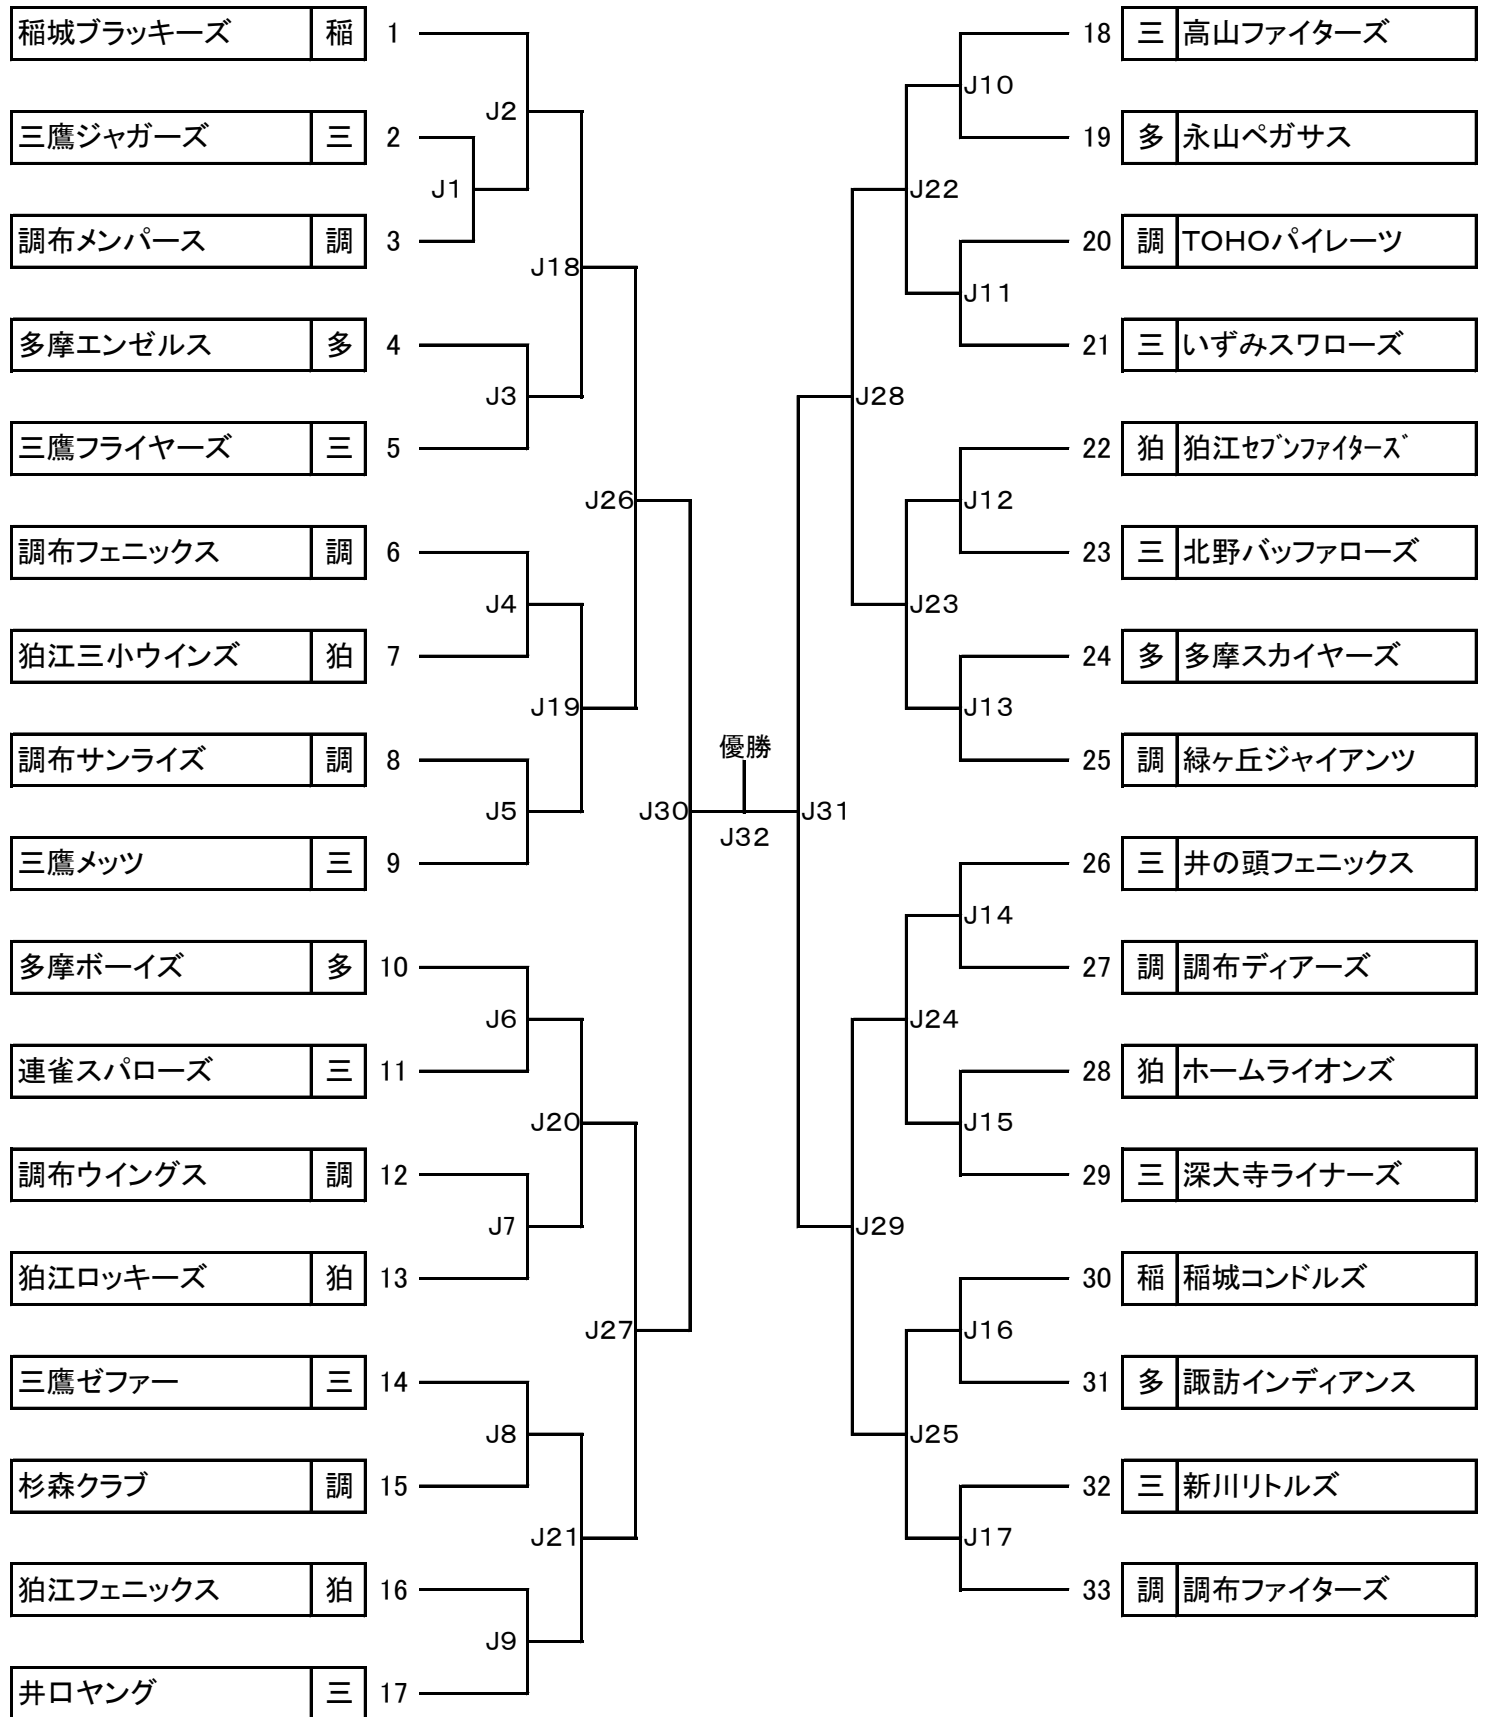 稲城ブラッキーズ 稲 1
J2
三鷹ジャガーズ 三 2
J1
調布メンパース 調 3
J18
多摩エンゼルス 多 4
J3
三鷹フライヤーズ 三 5
J26
調布フェニックス 調 6
J4
狛江三小ウインズ 狛 7
J19
調布サンライズ 調 8
J5
三鷹メッツ 三 9
J30
多摩ボーイズ 多 10
J6
連雀スパローズ 三 11
J20
調布ウイングス 調 12
J7
狛江ロッキーズ 狛 13
J27
三鷹ゼファー 三 14
J8
杉森クラブ 調 15
J21
狛江フェニックス 狛 16
J9
井口ヤング 三 17
優勝
J32
18 三 高山ファイターズ
J10
19 多 永山ペガサス
J22
20 調 TOHOパイレーツ
J11
21 三 いずみスワローズ
J28
22 狛 狛江ｾﾌﾞﾝﾌｧｲﾀｰｽﾞ
J12
23 三 北野バッファローズ
J23
24 多 多摩スカイヤーズ
J13
25 調 緑ヶ丘ジャイアンツ
J31
26 三 井の頭フェニックス
J14
27 調 調布ディアーズ
J24
28 狛 ホームライオンズ
J15
29 三 深大寺ライナーズ
J29
30 稲 稲城コンドルズ
J16
31 多 諏訪インディアンス
J25
32 三 新川リトルズ
J17
33 調 調布ファイターズ